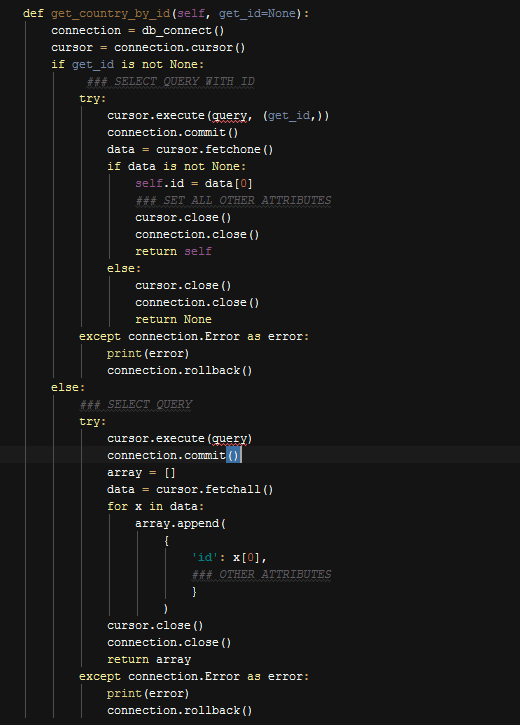 def get_country_by_id(self, get_id=None):
    connection = db_connect()
    cursor = connection.cursor()
    if get_id is not None:
         ### SELECT QUERY WITH ID
        try:
            cursor.execute(query, (get_id,))
            connection.commit()
            data = cursor.fetchone()
            if data is not None:
                self.id = data[0]
                ### SET ALL OTHER ATTRIBUTES
                cursor.close()
                connection.close()
                return self
            else:
                cursor.close()
                connection.close()
                return None
        except connection.Error as error:
            print(error)
            connection.rollback()
    else:
        ### SELECT QUERY
        try:
            cursor.execute(query)
            connection.commit()
            array = []
            data = cursor.fetchall()
            for x in data:
                array.append(
                    {
                        'id': x[0],
                        ### OTHER ATTRIBUTES
                        }
                    )
            cursor.close()
            connection.close()
            return array
        except connection.Error as error:
            print(error)
            connection.rollback()